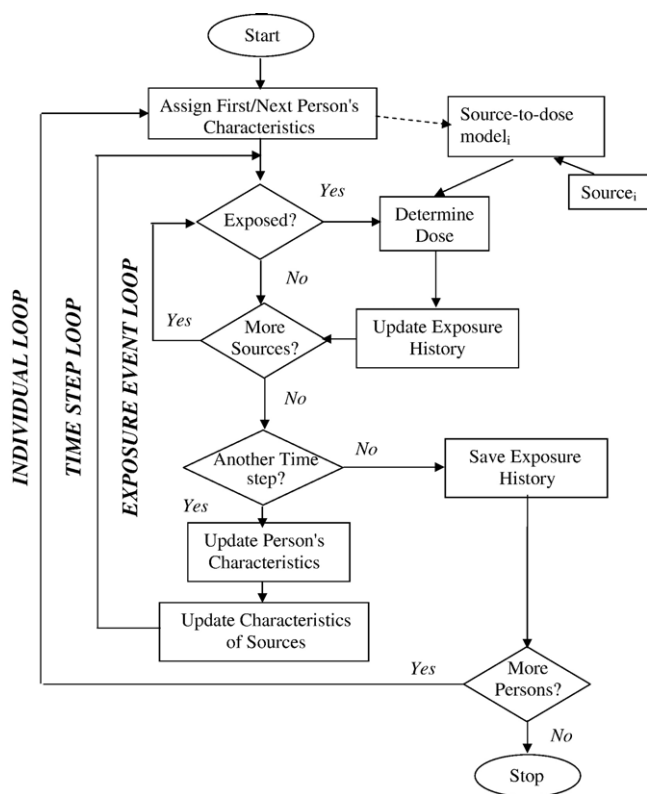 Start
Assign First/Next Person's
Characteristics
Source-to-dose
modelᵢ
Sourceᵢ
Yes
Exposed?
Determine
Dose
No
Yes
More
Sources?
Update Exposure
History
No
Another Time
step?
No
Save Exposure
History
Yes
Update Person's
Characteristics
Update Characteristics
of Sources
Yes
More
Persons?
No
Stop
INDIVIDUAL LOOP
TIME STEP LOOP
EXPOSURE EVENT LOOP